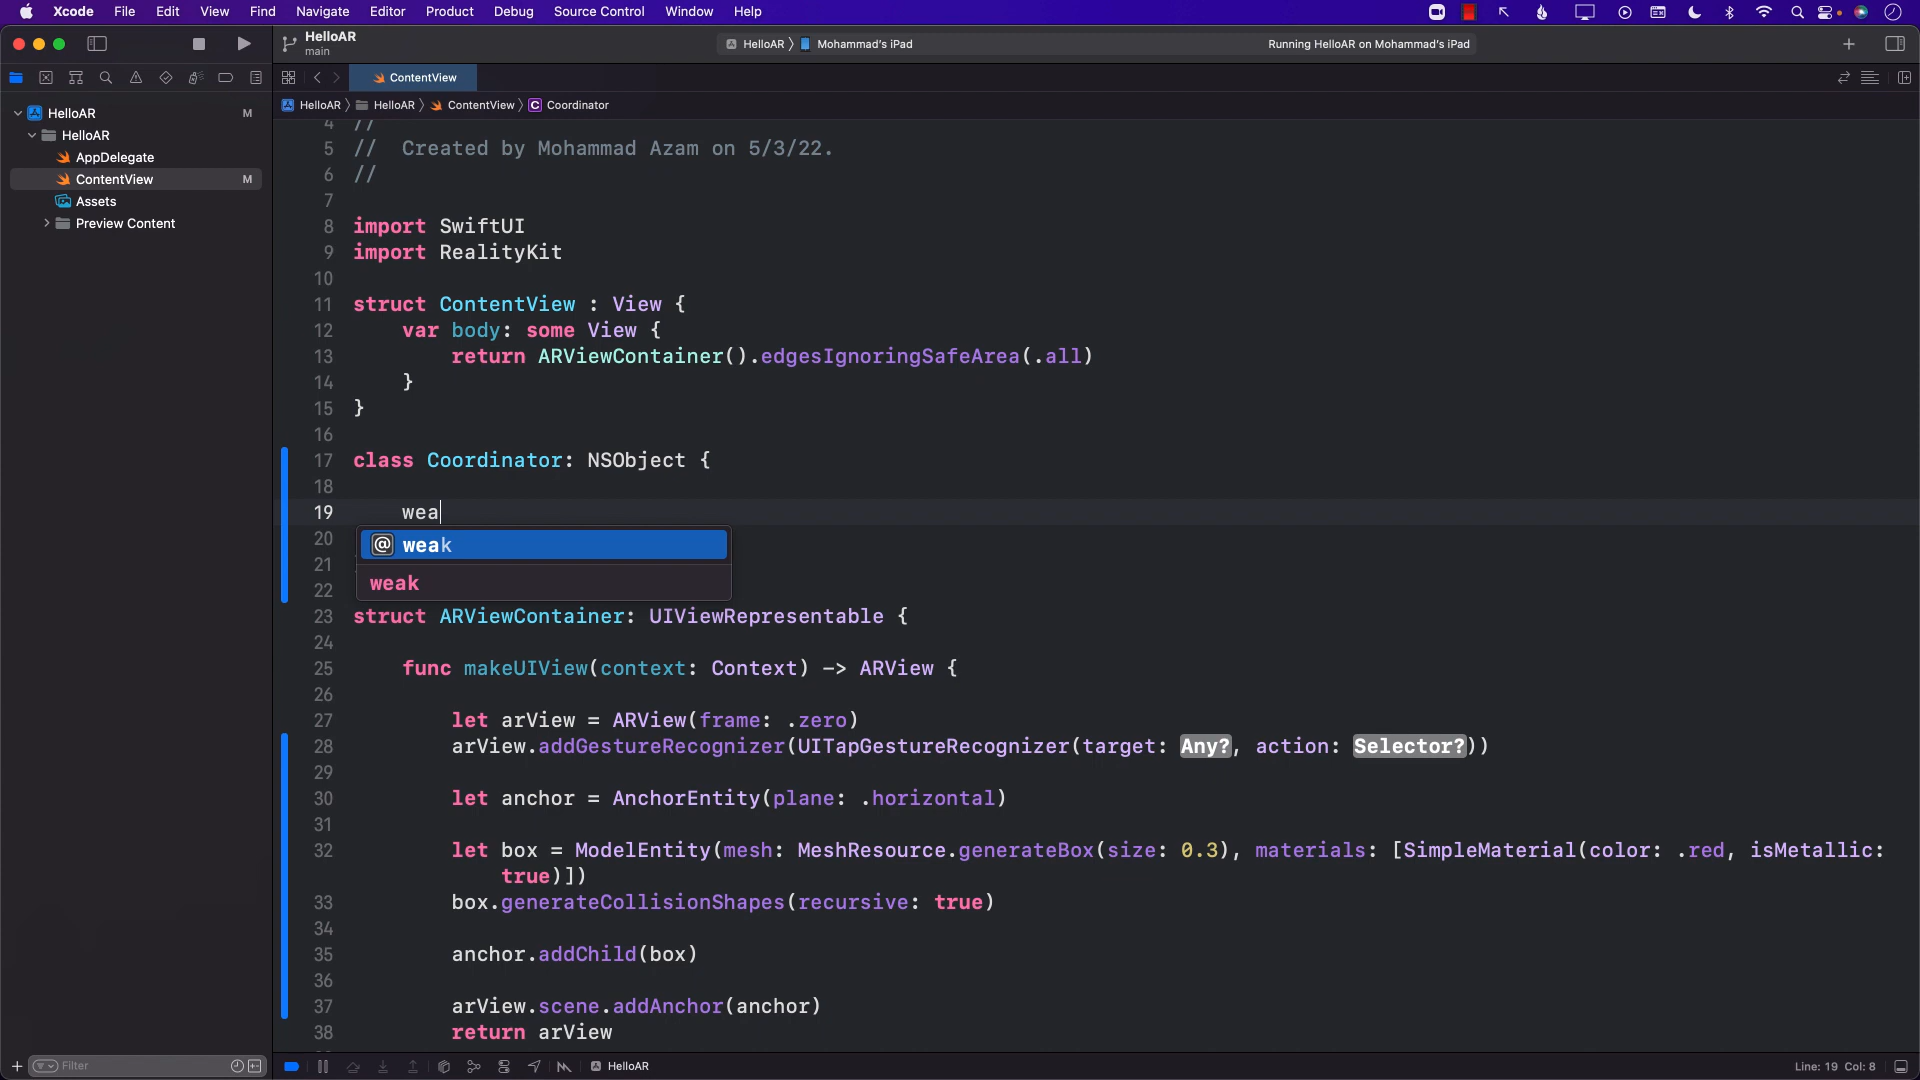 Xcode File Edit View Find Navigate Editor Product Debug Source Control Window Help
HelloAR
main
HelloAR 〉 Mohammad's iPad
Running HelloAR on Mohammad's iPad
ContentView
HelloAR 〉 HelloAR 〉 ContentView 〉 C Coordinator
HelloAR M
HelloAR
AppDelegate
ContentView M
Assets
Preview Content
4 //
5 //  Created by Mohammad Azam on 5/3/22.
6 //
7
8 import SwiftUI
9 import RealityKit
10
11 struct ContentView : View {
12     var body: some View {
13         return ARViewContainer().edgesIgnoringSafeArea(.all)
14     }
15 }
16
17 class Coordinator: NSObject {
18
19     wea
20 @ weak
21
22 weak
23 struct ARViewContainer: UIViewRepresentable {
24
25     func makeUIView(context: Context) -> ARView {
26
27         let arView = ARView(frame: .zero)
28         arView.addGestureRecognizer(UITapGestureRecognizer(target: Any?, action: Selector?))
29
30         let anchor = AnchorEntity(plane: .horizontal)
31
32         let box = ModelEntity(mesh: MeshResource.generateBox(size: 0.3), materials: [SimpleMaterial(color: .red, isMetallic:
true)])
33         box.generateCollisionShapes(recursive: true)
34
35         anchor.addChild(box)
36
37         arView.scene.addAnchor(anchor)
38         return arView
Filter
HelloAR
Line: 19 Col: 8